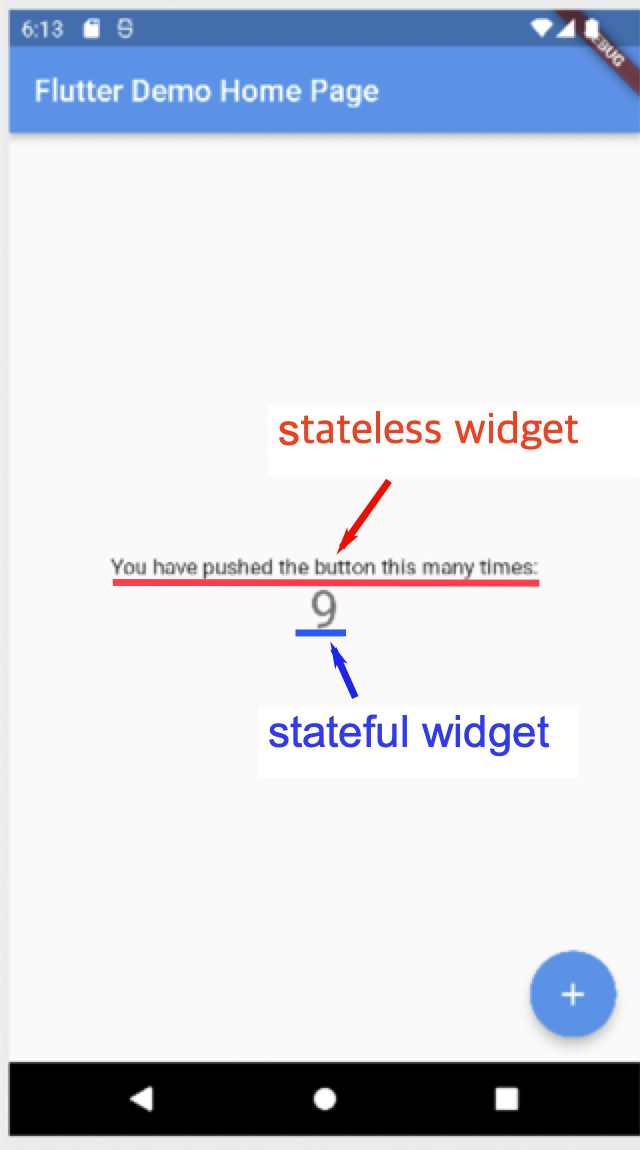 6:13
DEBUG
Flutter Demo Home Page
stateless widget
You have pushed the button this many times:
9
stateful widget
+